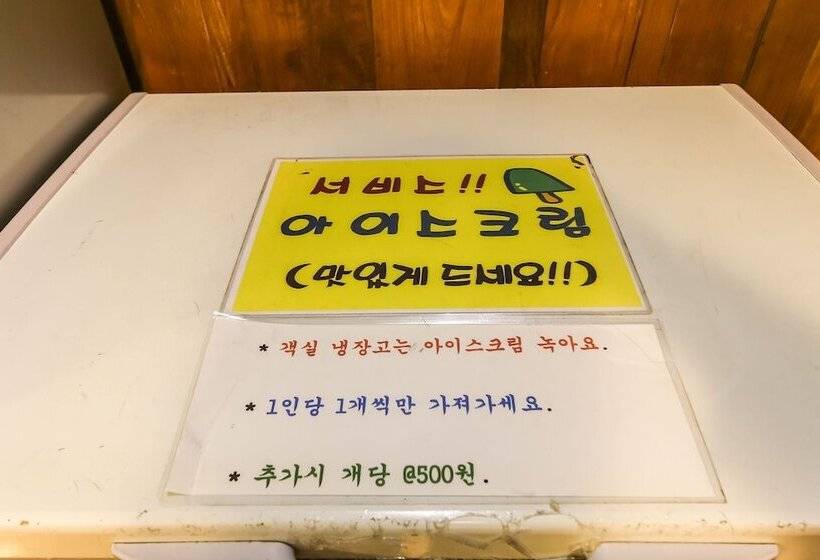 서비스!!
아이스크림
(맛있게 드세요!!)
* 객실 냉장고는 아이스크림 녹아요.
* 1인당 1개씩만 가져가세요.
* 추가시 개당 @500원.